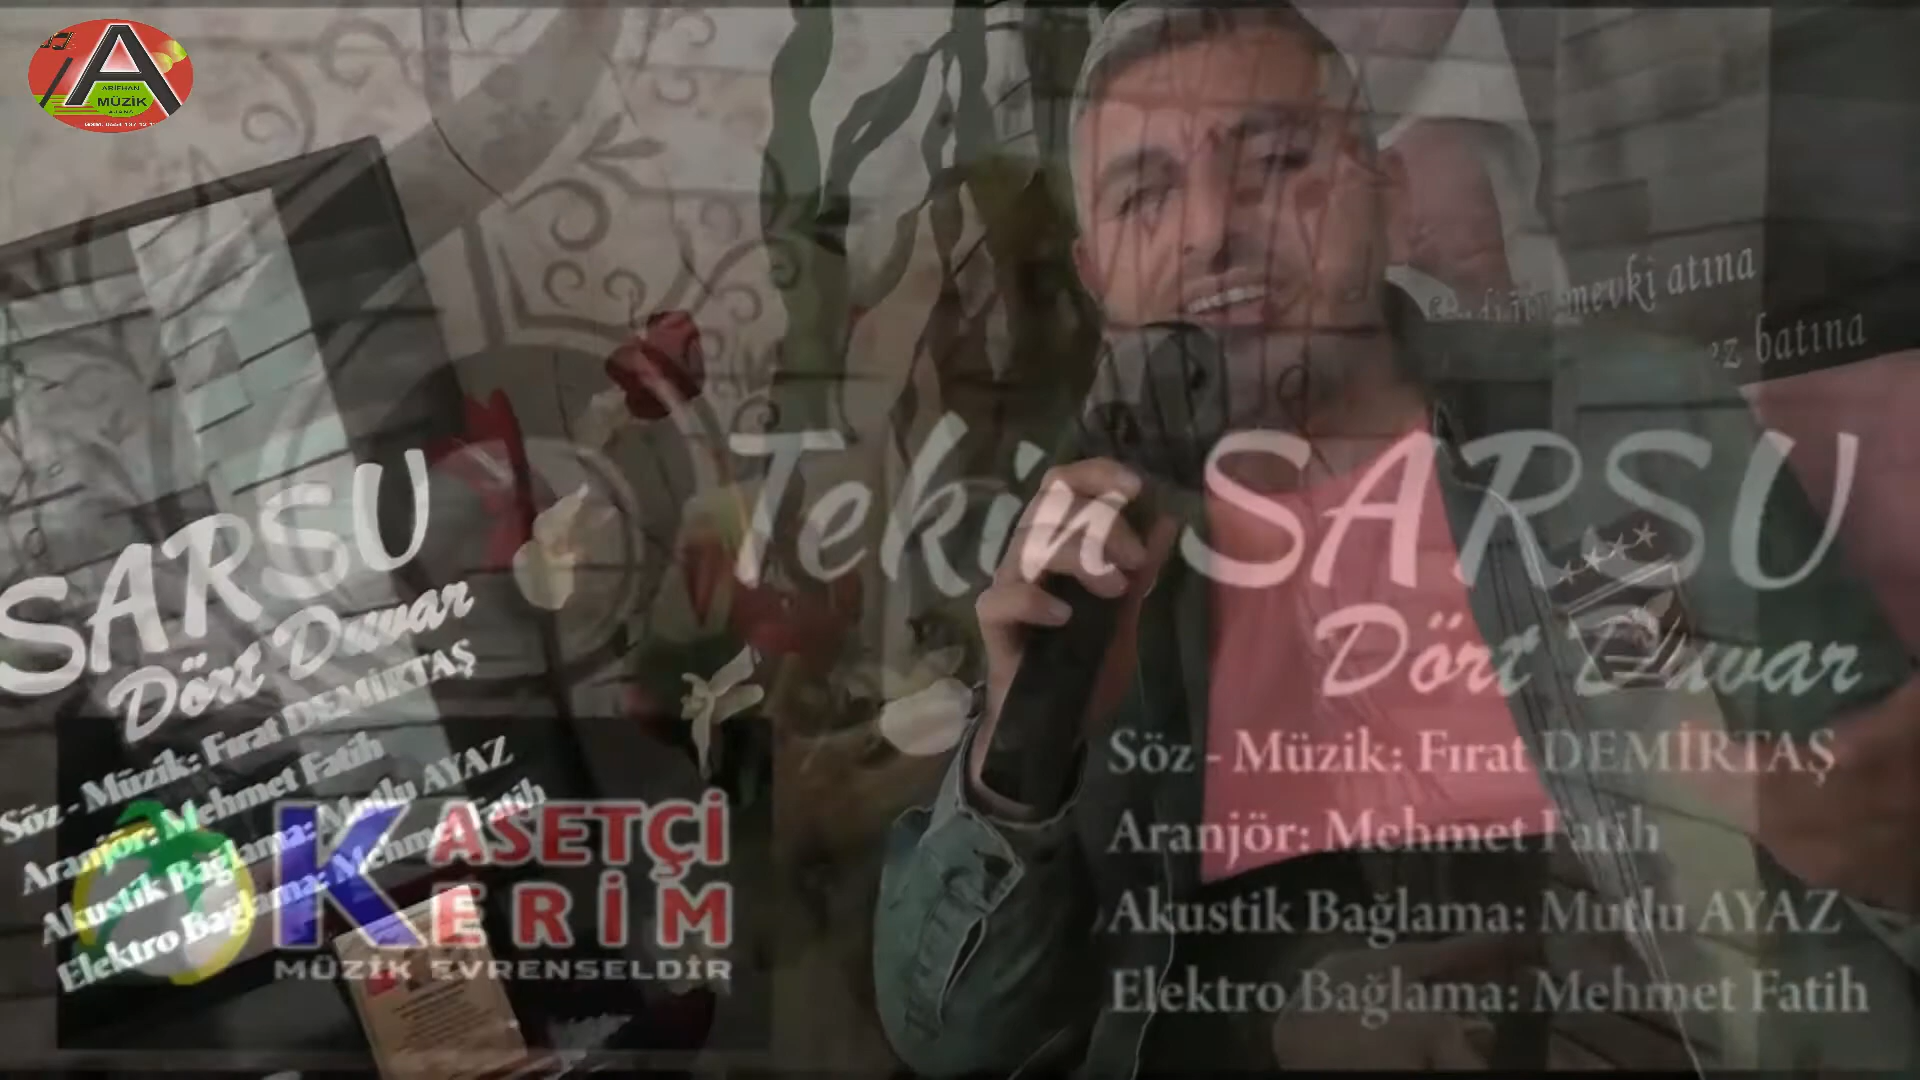 A
ARİFHAN
MÜZİK
AJANS
mevki atına
batına
Tekin SARSU
Dört Duvar
Söz - Müzik: Fırat DEMİRTAŞ
Aranjör: Mehmet Fatih
Akustik Bağlama: Mutlu AYAZ
Elektro Bağlama: Mehmet Fatih
SARSU
Dört Duvar
Söz - Müzik: Fırat DEMİRTAŞ
Aranjör: Mehmet Fatih
Akustik Bağlama: Mutlu AYAZ
Elektro Bağlama: Mehmet Fatih
KASETÇİ
KERİM
MÜZİK EVRENSELDİR